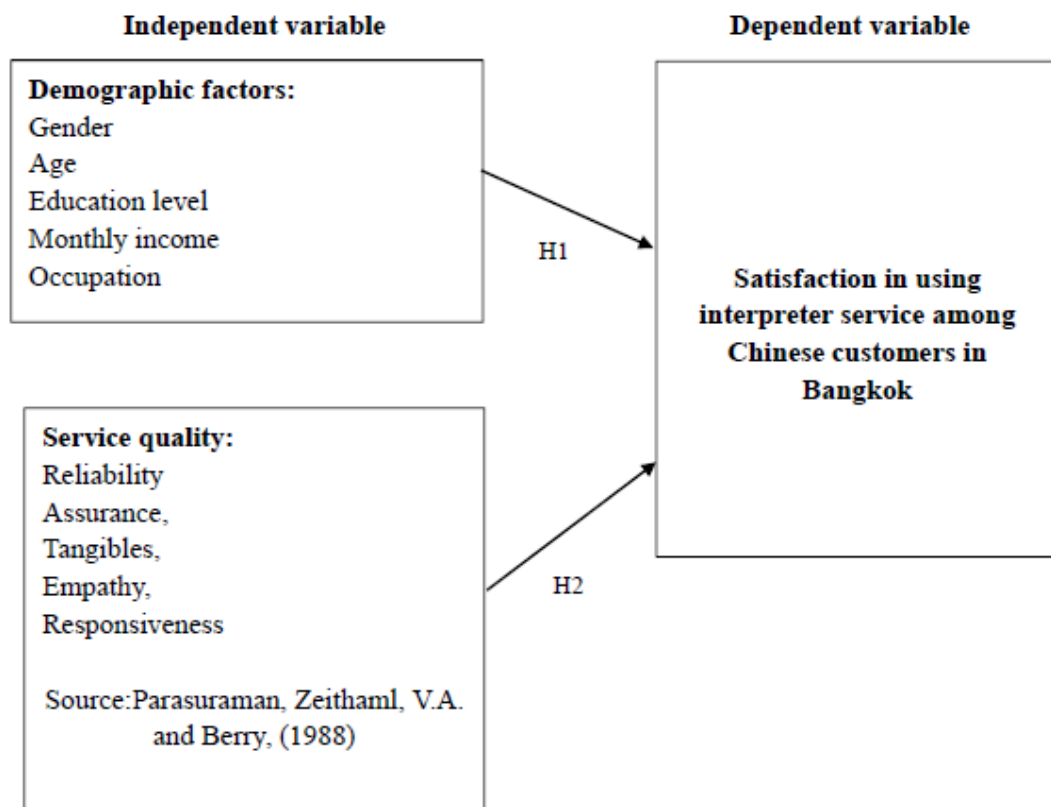 Independent variable
Dependent variable
Demographic factors:
Gender
Age
Education level
Monthly income
Occupation
H1
Satisfaction in using
interpreter service among
Chinese customers in
Bangkok
Service quality:
Reliability
Assurance,
Tangibles,
Empathy,
Responsiveness
Source:Parasuraman, Zeithaml, V.A.
and Berry, (1988)
H2